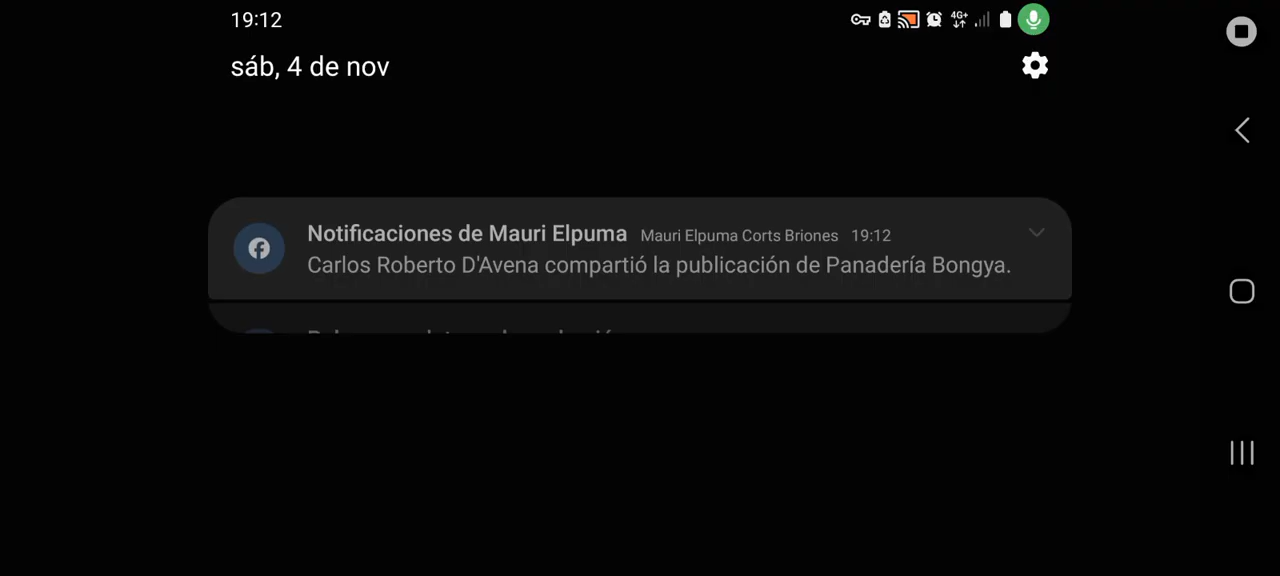 19:12
4G+
sáb, 4 de nov
Notificaciones de Mauri Elpuma Mauri Elpuma Corts Briones 19:12
Carlos Roberto D'Avena compartió la publicación de Panadería Bongya.